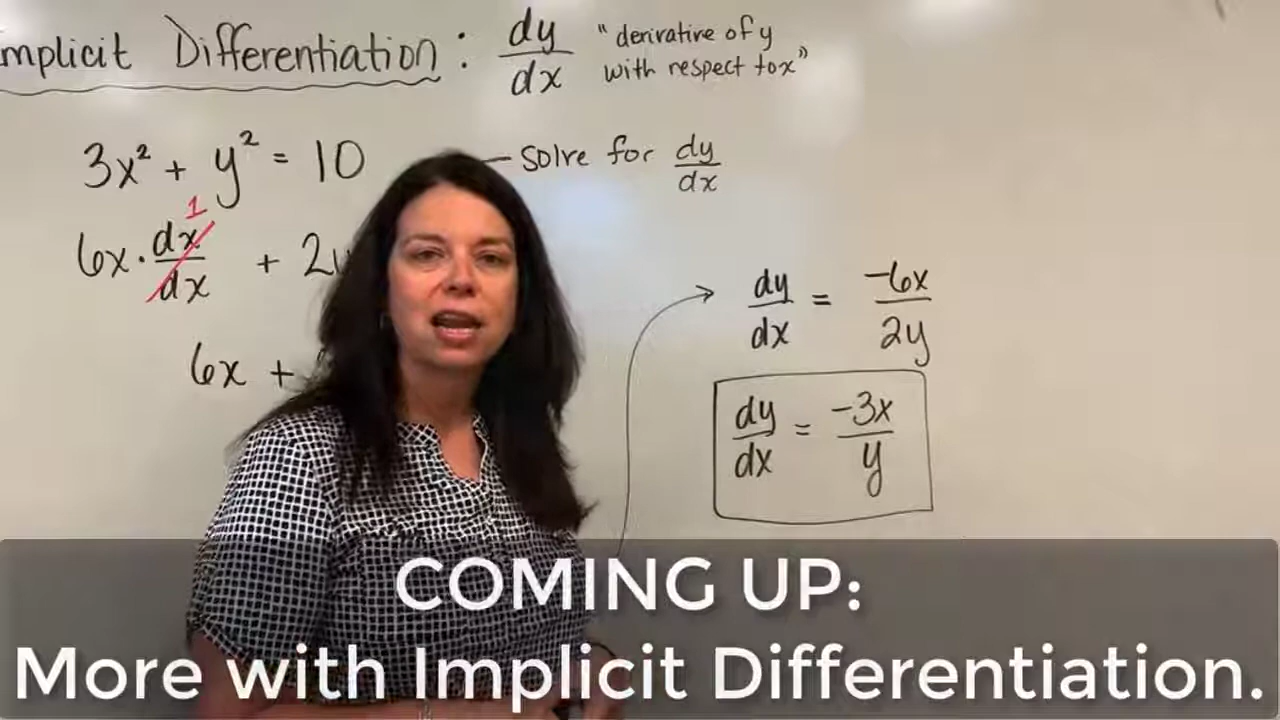 mplicit Differentiation : dy/dx "derivative of y
with respect to x"
3x² + y² = 10 — solve for dy/dx
1
6x · dx/dx + 2y
6x +
dy/dx = -6x/2y
dy/dx = -3x/y
COMING UP:
More with Implicit Differentiation.